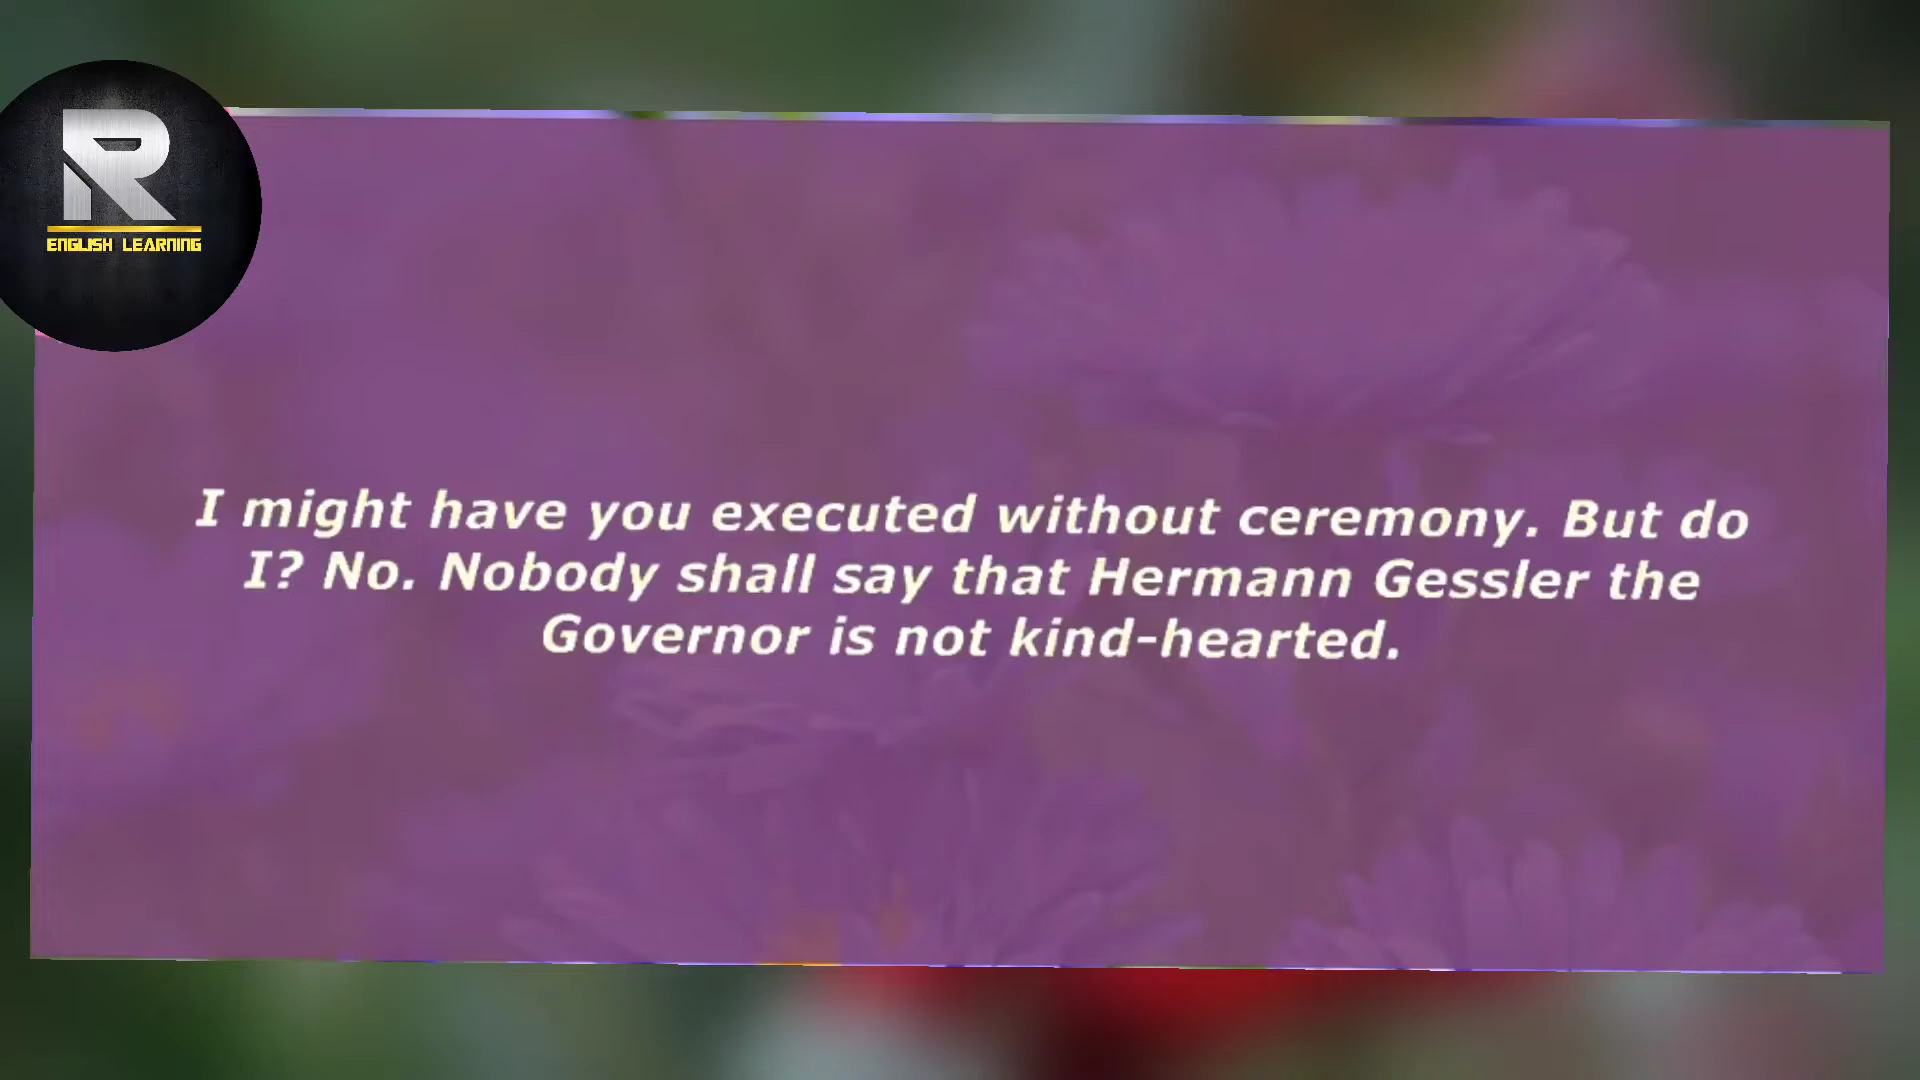 R
ENGLISH LEARNING
I might have you executed without ceremony. But do
I? No. Nobody shall say that Hermann Gessler the
Governor is not kind-hearted.